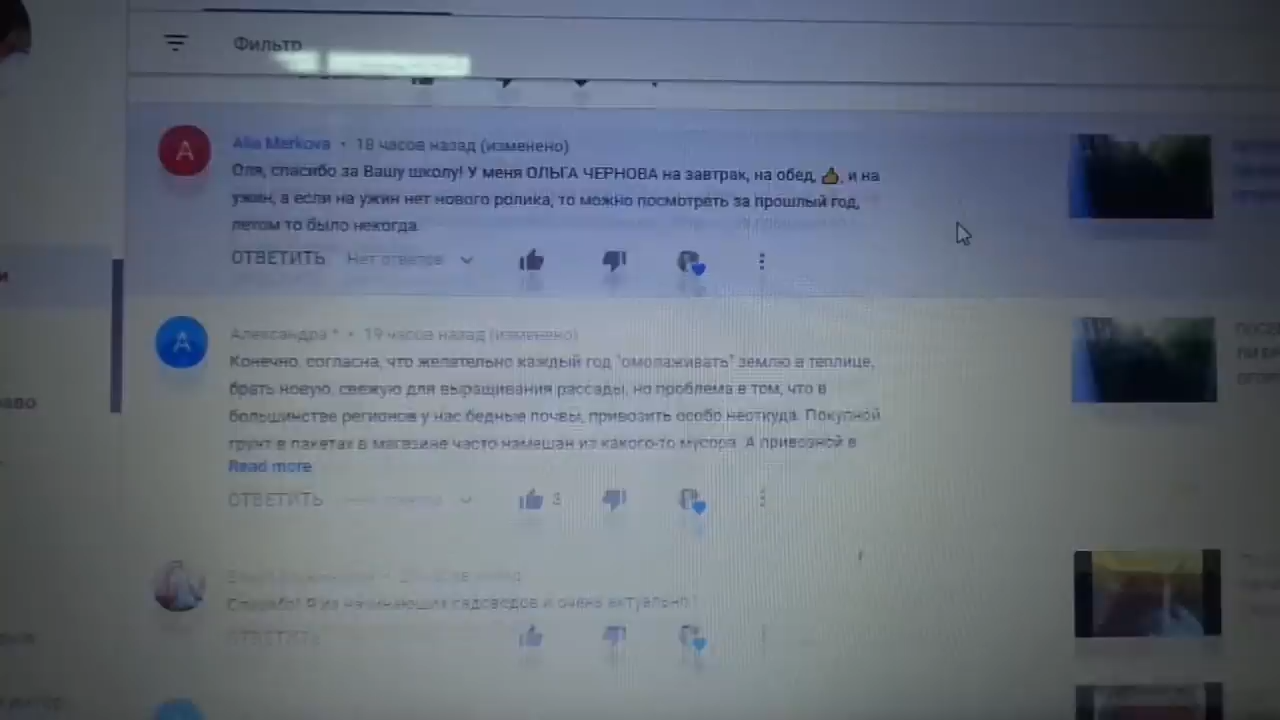 Фильтр
A
Alla Merkova • 18 часов назад (изменено)
Оля, спасибо за Вашу школу! У меня ОЛЬГА ЧЕРНОВА на завтрак, на обед, 👍, и на
ужин, а если на ужин нет нового ролика, то можно посмотреть за прошлый год,
летом то было некогда.
ОТВЕТИТЬ Нет ответов
А
Александра * • 19 часов назад (изменено)
Конечно, согласна, что желательно каждый год "омолаживать" землю в теплице,
брать новую, свежую для выращивания рассады, но проблема в том, что в
большинстве регионов у нас бедные почвы, привозить особо неоткуда. Покупной
грунт в пакетах в магазине часто намешан из какого-то мусора. А привозной в
Read more
ОТВЕТИТЬ
3
назад
Спасибо! Я из начинающих садоводов и очень актуально!
ОТВЕТИТЬ